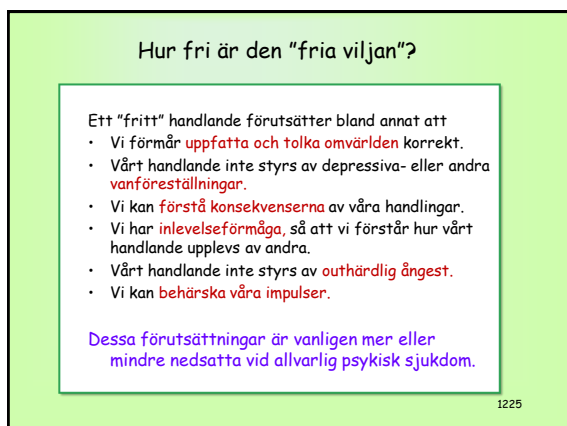 Hur fri är den ”fria viljan”?
Ett ”fritt” handlande förutsätter bland annat att
• Vi förmår uppfatta och tolka omvärlden korrekt.
• Vårt handlande inte styrs av depressiva- eller andra
vanföreställningar.
• Vi kan förstå konsekvenserna av våra handlingar.
• Vi har inlevelseförmåga, så att vi förstår hur vårt
handlande upplevs av andra.
• Vårt handlande inte styrs av outhärdlig ångest.
• Vi kan behärska våra impulser.
Dessa förutsättningar är vanligen mer eller
mindre nedsatta vid allvarlig psykisk sjukdom.
1225